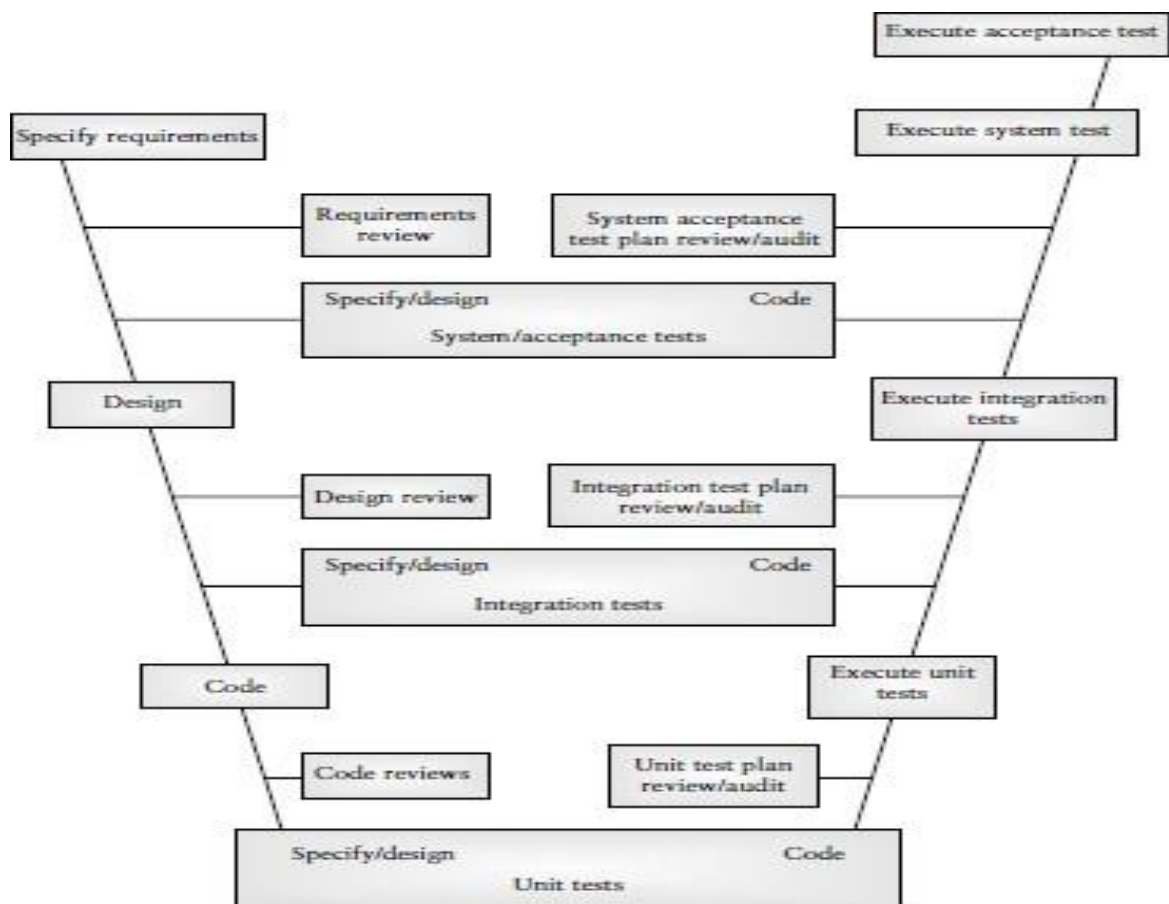 Execute acceptance test
Specify requirements
Execute system test
Requirements
review
System acceptance
test plan review/audit
Specify/design Code
System/acceptance tests
Design
Execute integration
tests
Design review
Integration test plan
review/audit
Specify/design Code
Integration tests
Code
Execute unit
tests
Code reviews
Unit test plan
review/audit
Specify/design Code
Unit tests